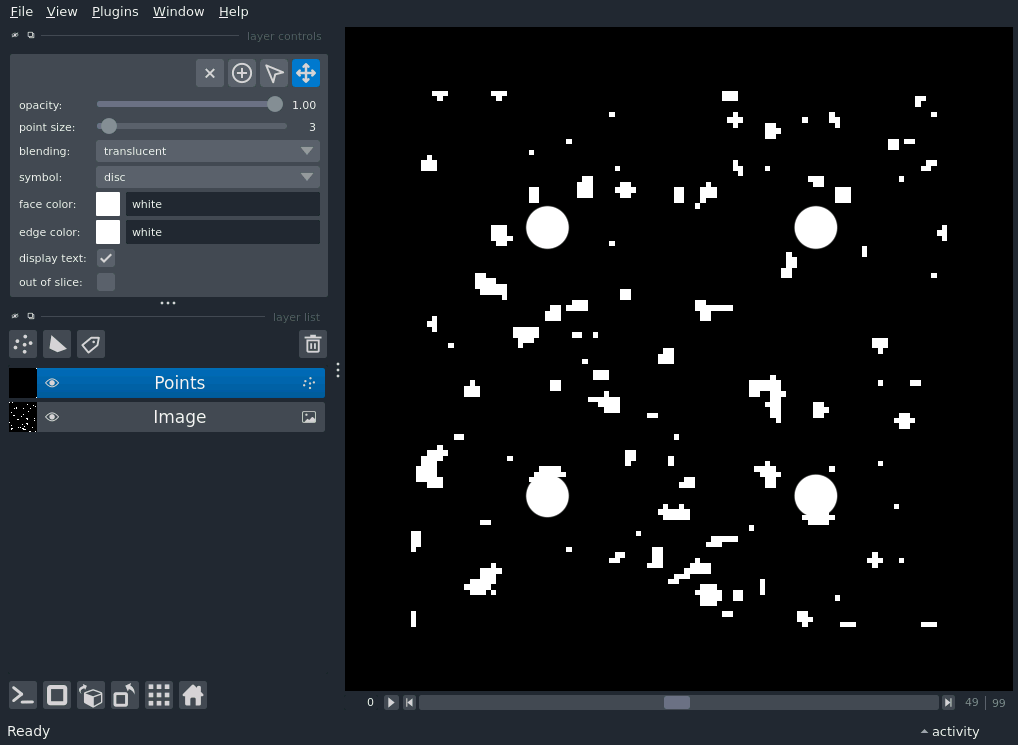 File View Plugins Window Help
layer controls
opacity: 1.00
point size: 3
blending: translucent
symbol: disc
face color: white
edge color: white
display text:
out of slice:
layer list
Points
Image
0 49 99
Ready activity